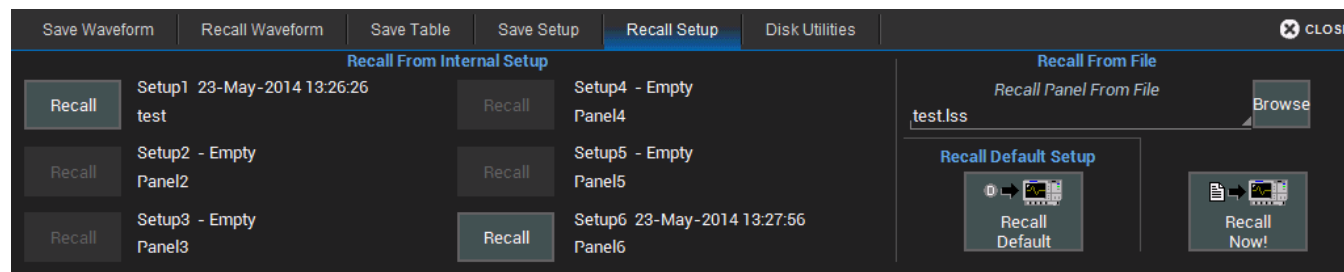 Save Waveform
Recall Waveform
Save Table
Save Setup
Recall Setup
Disk Utilities
Recall From Internal Setup
Recall
Setup1 23-May-2014 13:26:26
test
Recall
Setup2 - Empty
Panel2
Recall
Setup3 - Empty
Panel3
Recall
Setup4 - Empty
Panel4
Recall
Setup5 - Empty
Panel5
Recall
Setup6 23-May-2014 13:27:56
Panel6
CLOS
Recall From File
Recall Panel From File
test.lss
Browse
Recall Default Setup
D
Recall
Default
Recall
Now!